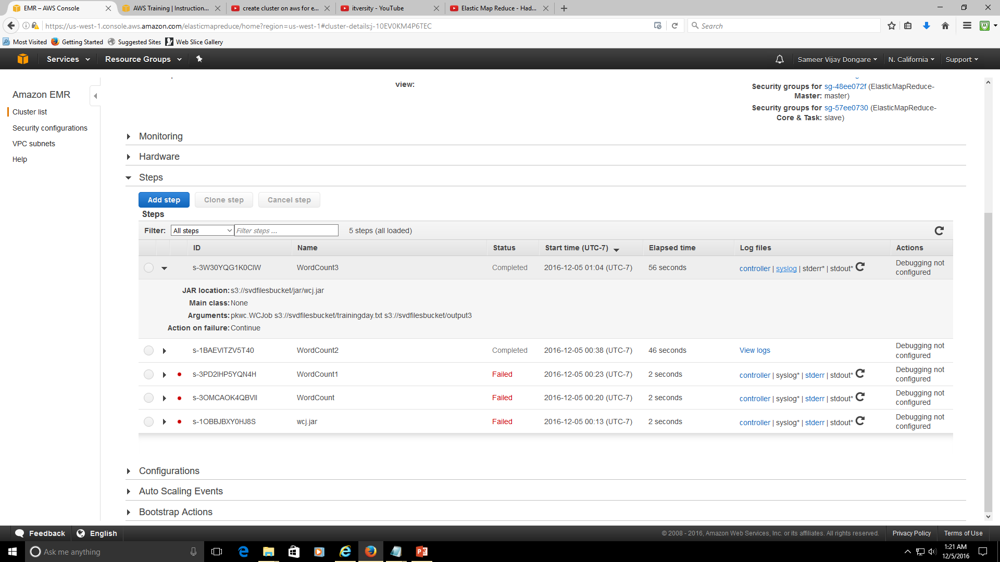 EMR – AWS Console
AWS Training | Instruction...
create cluster on aws for e...
itversity - YouTube
Elastic Map Reduce - Had...
https://us-west-1.console.aws.amazon.com/elasticmapreduce/home?region=us-west-1#cluster-details:j-10EV0KM4P6TEC
Search
Most Visited
Getting Started
Suggested Sites
Web Slice Gallery
Services
Resource Groups
Sameer Vijay Dongare
N. California
Support
Amazon EMR
Cluster list
Security configurations
VPC subnets
Help
view:
Security groups for sg-48ee072f (ElasticMapReduce-
Master: master)
Security groups for sg-57ee0730 (ElasticMapReduce-
Core & Task: slave)
Monitoring
Hardware
Steps
Add step
Clone step
Cancel step
Steps
Filter: All steps Filter steps ... 5 steps (all loaded)
ID Name Status Start time (UTC-7) Elapsed time Log files Actions
s-3W30YQG1K0CIW WordCount3 Completed 2016-12-05 01:04 (UTC-7) 56 seconds controller | syslog | stderr* | stdout* Debugging not
configured
JAR location: s3://svdfilesbucket/jar/wcj.jar
Main class: None
Arguments: pkwc.WCJob s3://svdfilesbucket/trainingday.txt s3://svdfilesbucket/output3
Action on failure: Continue
s-1BAEVITZV5T40 WordCount2 Completed 2016-12-05 00:38 (UTC-7) 46 seconds View logs Debugging not
configured
s-3PD2IHP5YQN4H WordCount1 Failed 2016-12-05 00:23 (UTC-7) 2 seconds controller | syslog* | stderr | stdout* Debugging not
configured
s-3OMCAOK4QBVII WordCount Failed 2016-12-05 00:20 (UTC-7) 2 seconds controller | syslog* | stderr | stdout* Debugging not
configured
s-1OBBJBXY0HJ8S wcj.jar Failed 2016-12-05 00:13 (UTC-7) 2 seconds controller | syslog* | stderr | stdout* Debugging not
configured
Configurations
Auto Scaling Events
Bootstrap Actions
Feedback
English
© 2008 - 2016, Amazon Web Services, Inc. or its affiliates. All rights reserved.
Privacy Policy
Terms of Use
Ask me anything
1:21 AM
12/5/2016